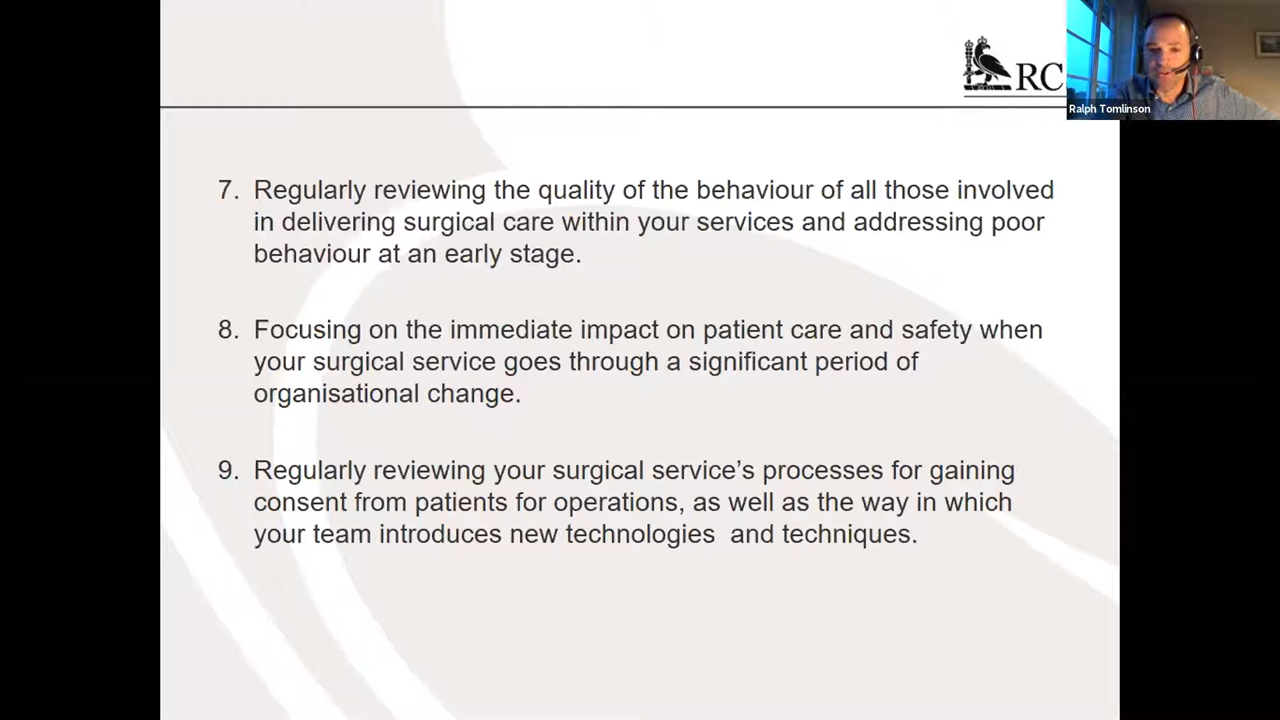 RC
Ralph Tomlinson
7. Regularly reviewing the quality of the behaviour of all those involved
in delivering surgical care within your services and addressing poor
behaviour at an early stage.
8. Focusing on the immediate impact on patient care and safety when
your surgical service goes through a significant period of
organisational change.
9. Regularly reviewing your surgical service’s processes for gaining
consent from patients for operations, as well as the way in which
your team introduces new technologies  and techniques.